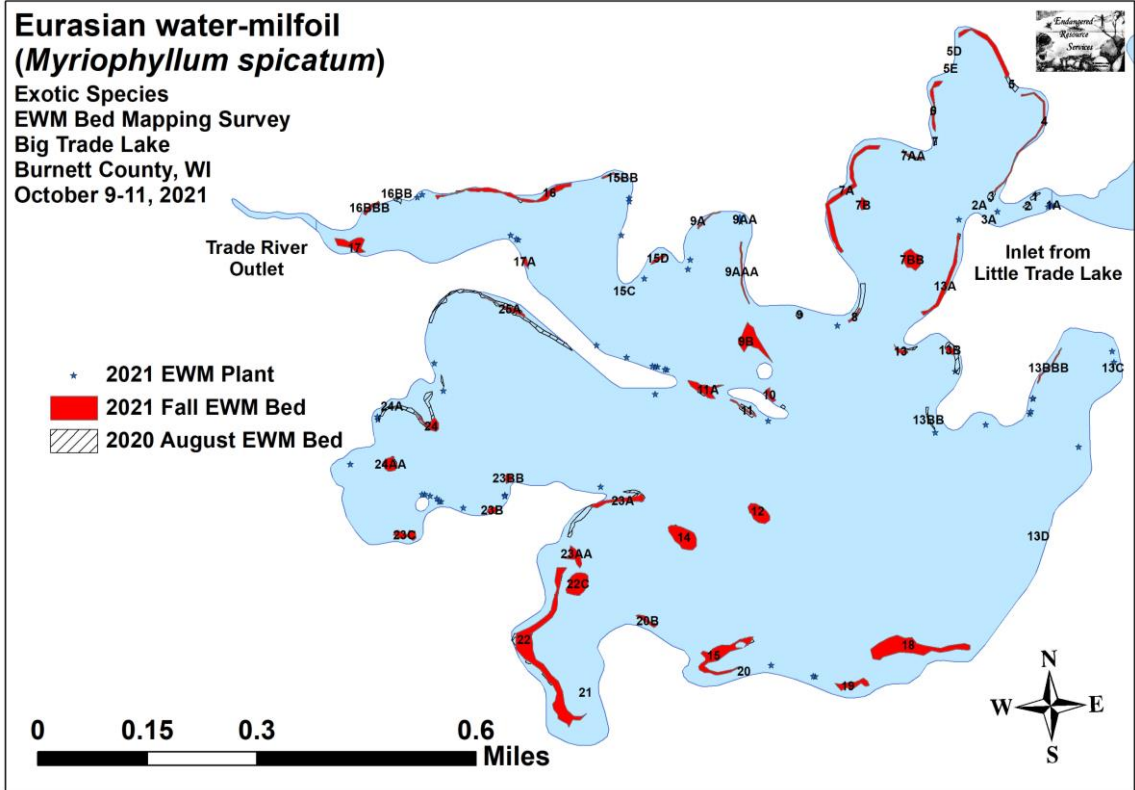 Eurasian water-milfoil
(Myriophyllum spicatum)
Exotic Species
EWM Bed Mapping Survey
Big Trade Lake
Burnett County, WI
October 9-11, 2021
Endangered
Resource
Services
5D
5E
5
6
4
7
7AA
15BB
16BB
16
16BBB
7A
7B
3
1
2A
2
1A
3A
9A
9AA
Trade River
Outlet
17
Inlet from
Little Trade Lake
17A
15D
7BB
9AAA
13A
15C
25A
9
8
9B
13
13B
13BBB
13C
2021 EWM Plant
2021 Fall EWM Bed
2020 August EWM Bed
11A
10
24A
11
24
13BB
24AA
23BB
23A
23B
12
23C
14
13D
23AA
22C
20B
22
15
18
20
19
21
N
W
E
S
0
0.15
0.3
0.6
Miles